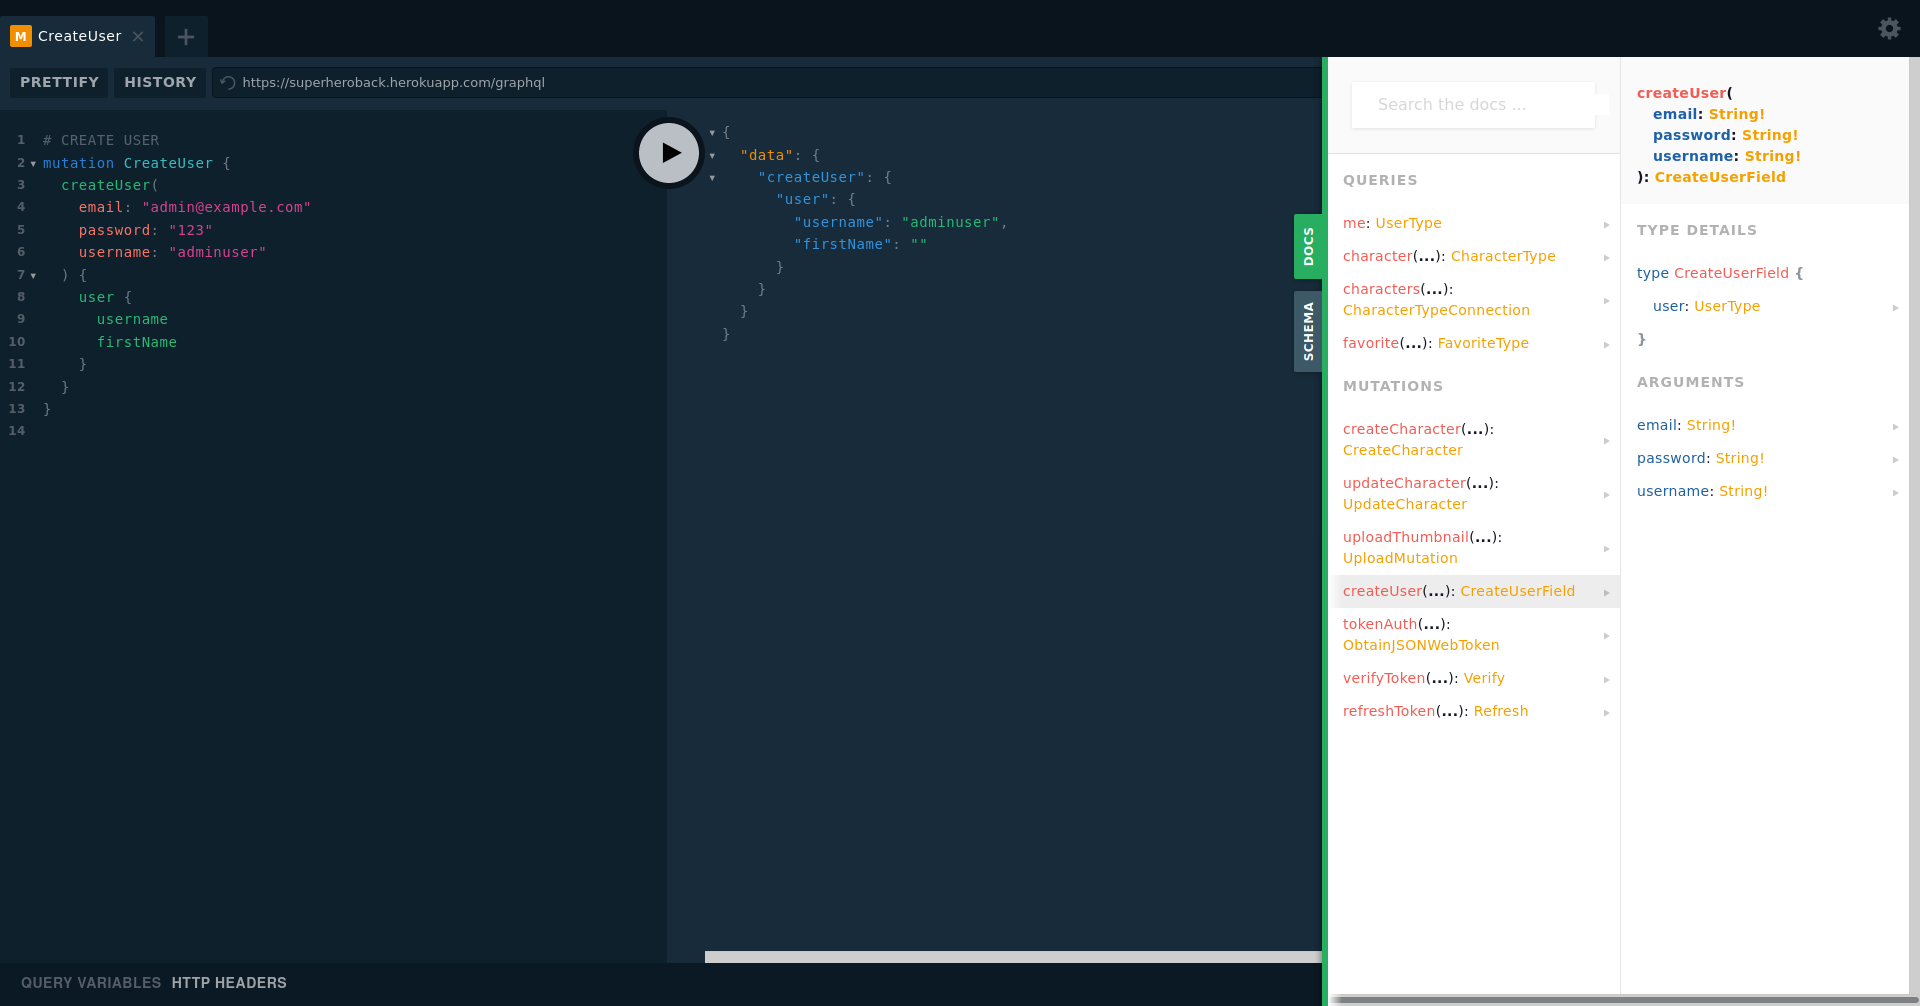 M CreateUser
PRETTIFY HISTORY https://superheroback.herokuapp.com/graphql
1 # CREATE USER
2 mutation CreateUser {
3 createUser(
4 email: "admin@example.com"
5 password: "123"
6 username: "adminuser"
7 ) {
8 user {
9 username
10 firstName
11 }
12 }
13 }
14
{
"data": {
"createUser": {
"user": {
"username": "adminuser",
"firstName": ""
}
}
}
}
DOCS
SCHEMA
Search the docs ...
QUERIES
me: UserType
character(...): CharacterType
characters(...):
CharacterTypeConnection
favorite(...): FavoriteType
MUTATIONS
createCharacter(...):
CreateCharacter
updateCharacter(...):
UpdateCharacter
uploadThumbnail(...):
UploadMutation
createUser(...): CreateUserField
tokenAuth(...):
ObtainJSONWebToken
verifyToken(...): Verify
refreshToken(...): Refresh
createUser(
email: String!
password: String!
username: String!
): CreateUserField
TYPE DETAILS
type CreateUserField {
user: UserType
}
ARGUMENTS
email: String!
password: String!
username: String!
QUERY VARIABLES HTTP HEADERS